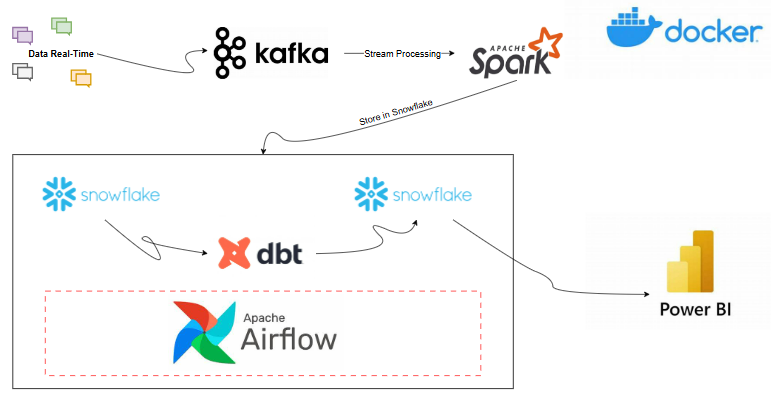 Data Real-Time
kafka
Stream Processing
APACHE
Spark
docker
Store in Snowflake
snowflake
snowflake
dbt
Apache
Airflow
Power BI